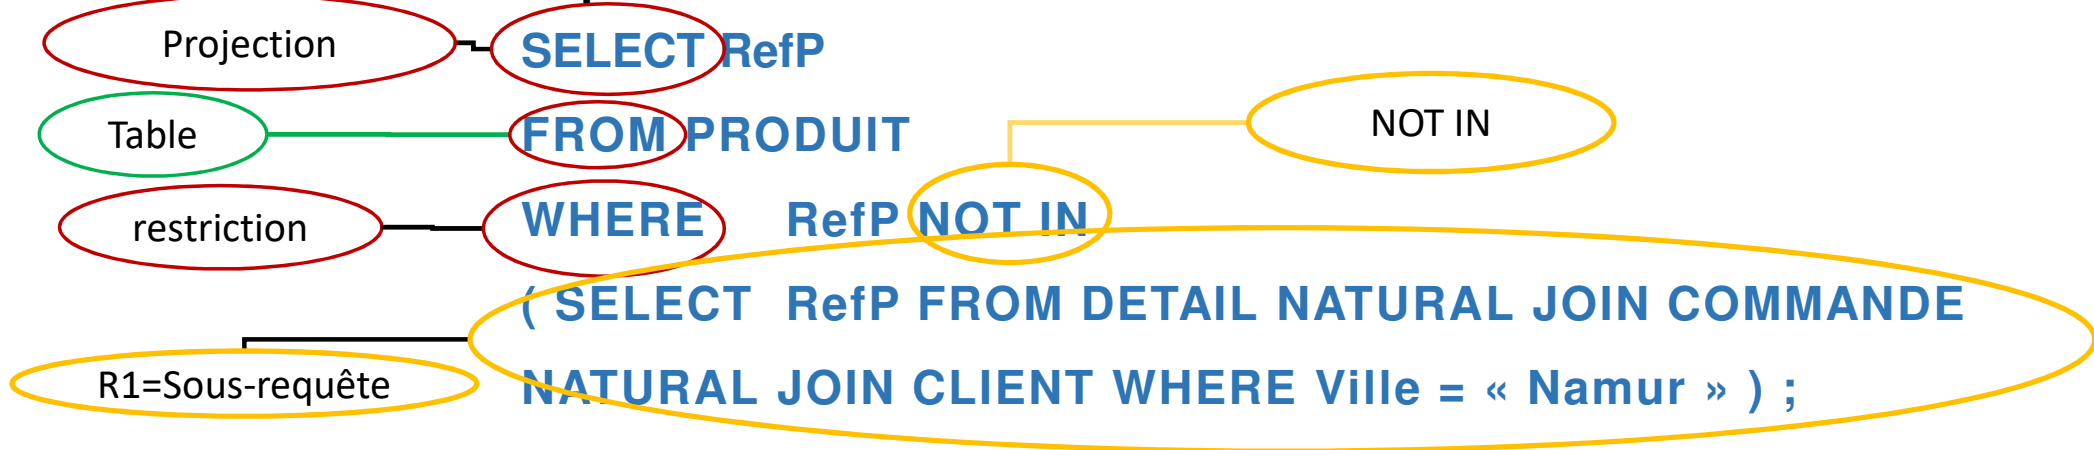 Projection
SELECT RefP
Table
FROM PRODUIT
NOT IN
restriction
WHERE RefP NOT IN
( SELECT RefP FROM DETAIL NATURAL JOIN COMMANDE
R1=Sous-requête
NATURAL JOIN CLIENT WHERE Ville = « Namur » ) ;